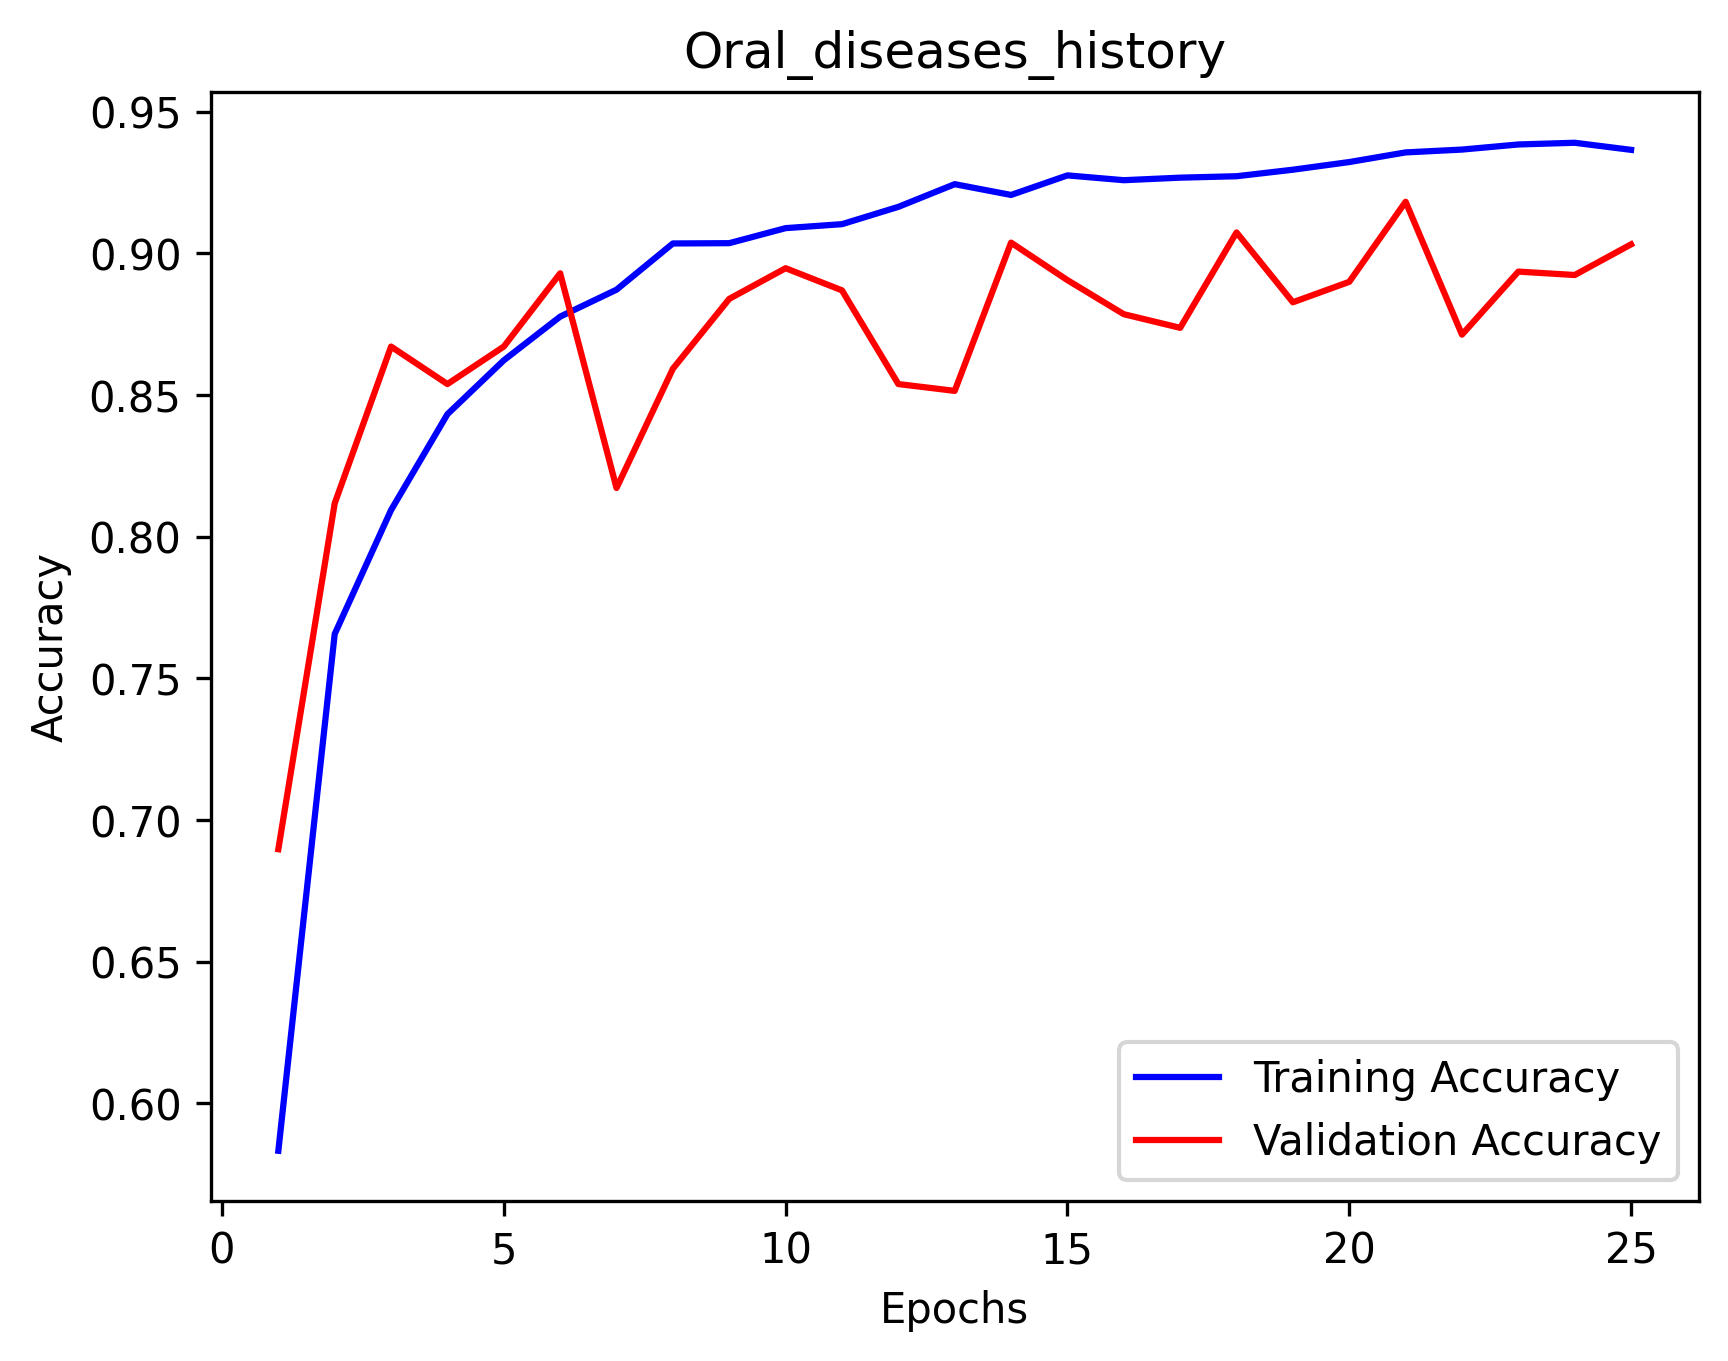 Oral_diseases_history
0.95
0.90
0.85
0.80
0.75
0.70
0.65
0.60
Accuracy
Training Accuracy
Validation Accuracy
0 5 10 15 20 25
Epochs